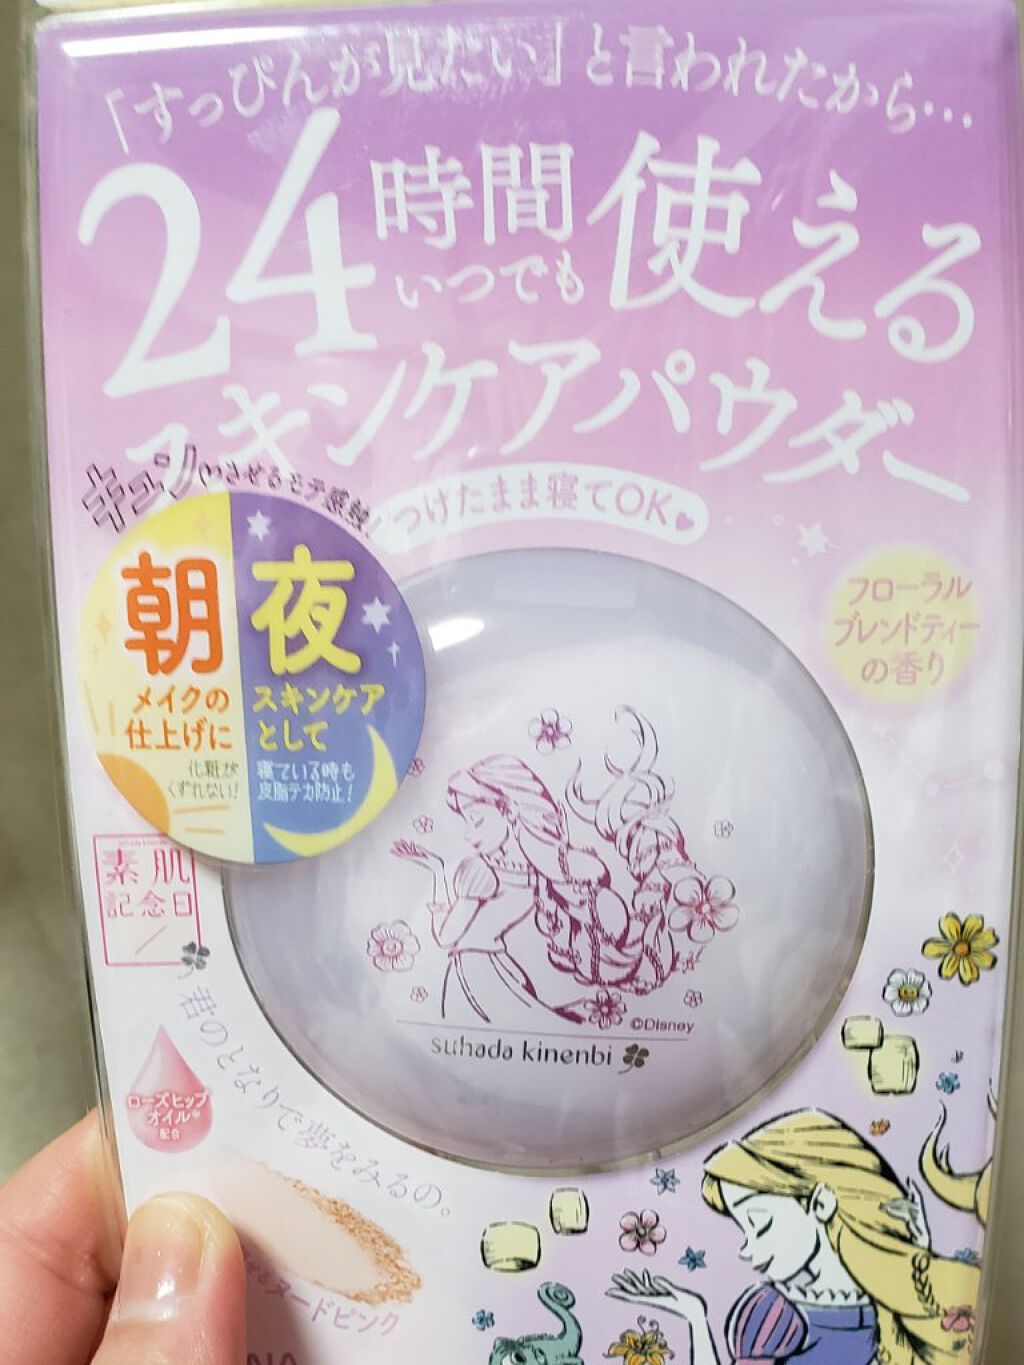 「すっぴんが見たい」と言われたから…
24時間
いつでも
使える
スキンケアパウダー
キュンとさせるモテ感触!
つけたまま寝てOK
朝
メイクの
仕上げに
化粧が
くずれない!
夜
スキンケア
として
寝ている時も
皮脂テカ防止!
フローラル
ブレンドティー
の香り
素肌
記念日
©Disney
suhada kinenbi
君のとなりで夢をみるの。
ローズヒップ
オイル※
配合
ヌードピンク